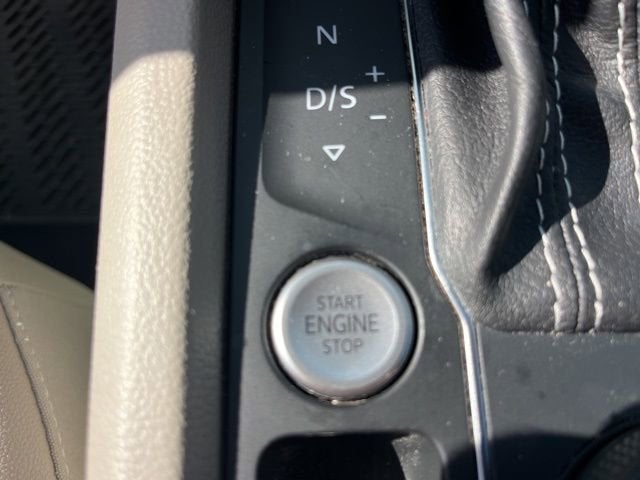 N
+
D/S
−
START
ENGINE
STOP